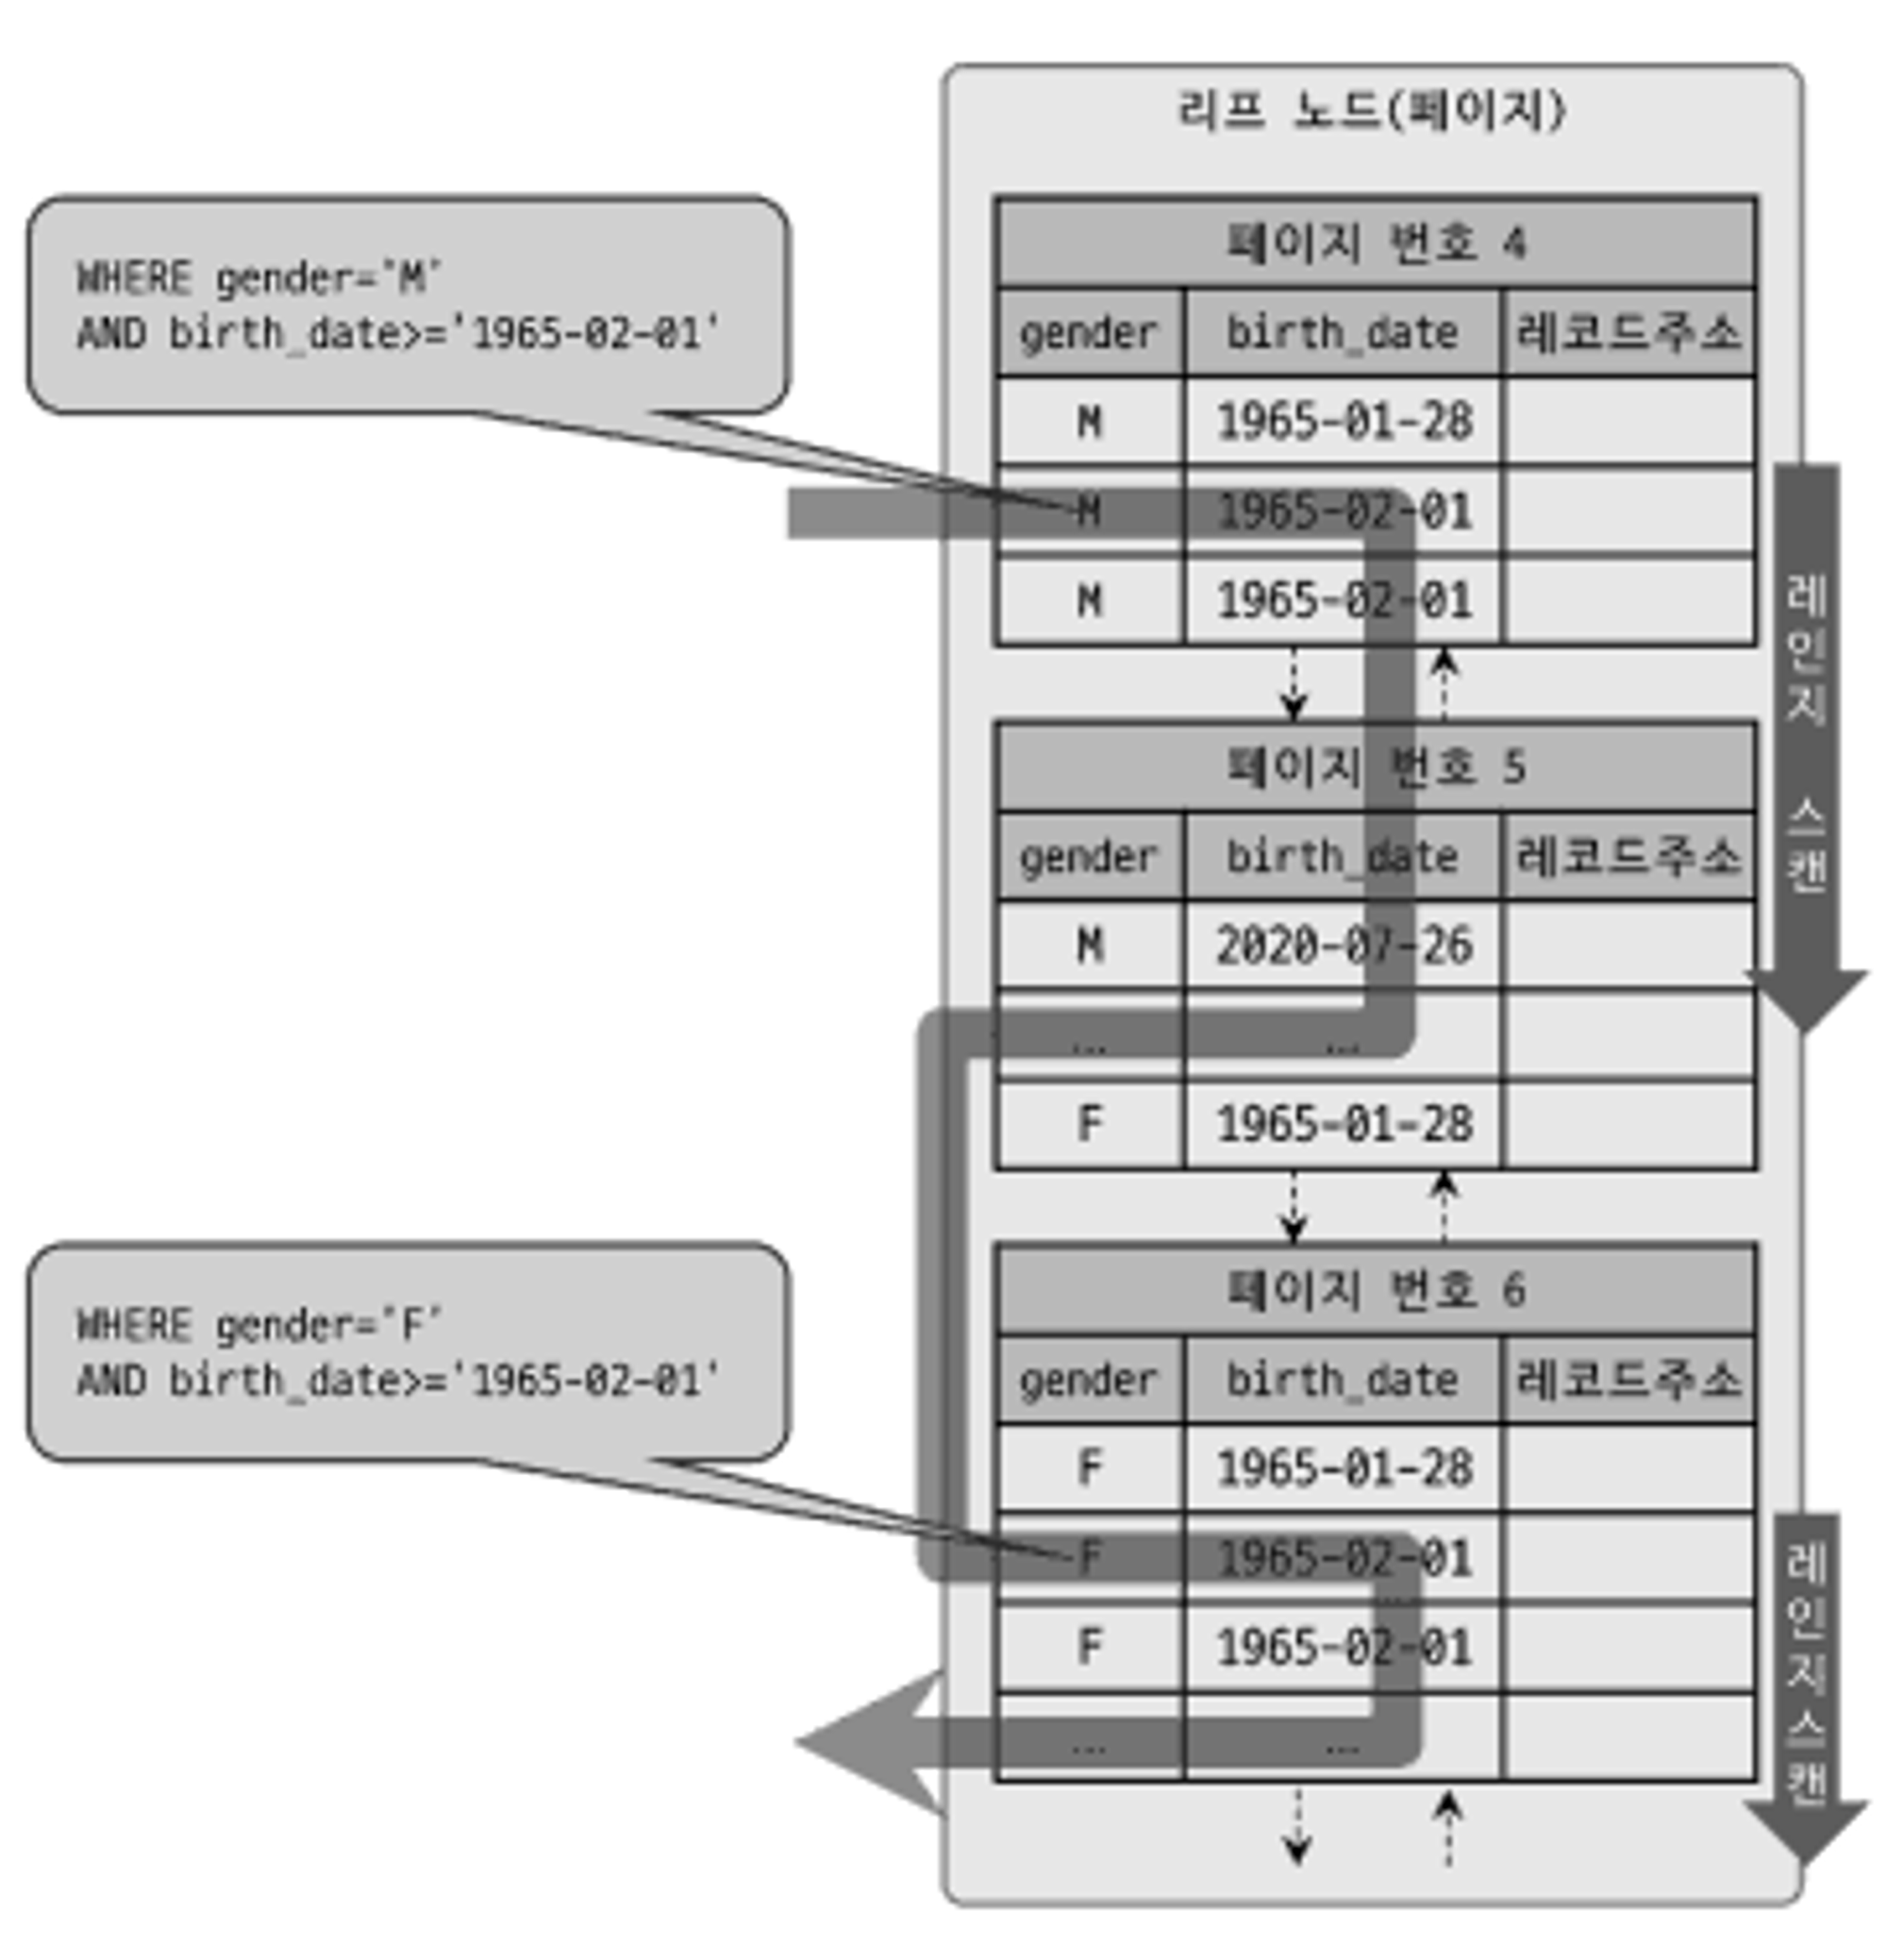 리프 노드(페이지)
WHERE gender='M'
AND birth_date>='1965-02-01'
페이지 번호 4
gender birth_date 레코드주소
M 1965-01-28
M 1965-02-01
M 1965-02-01
레인지 스캔
페이지 번호 5
gender birth_date 레코드주소
M 2020-07-26
... ...
F 1965-01-28
WHERE gender='F'
AND birth_date>='1965-02-01'
페이지 번호 6
gender birth_date 레코드주소
F 1965-01-28
F 1965-02-01
F 1965-02-01
... ...
레인지스캔